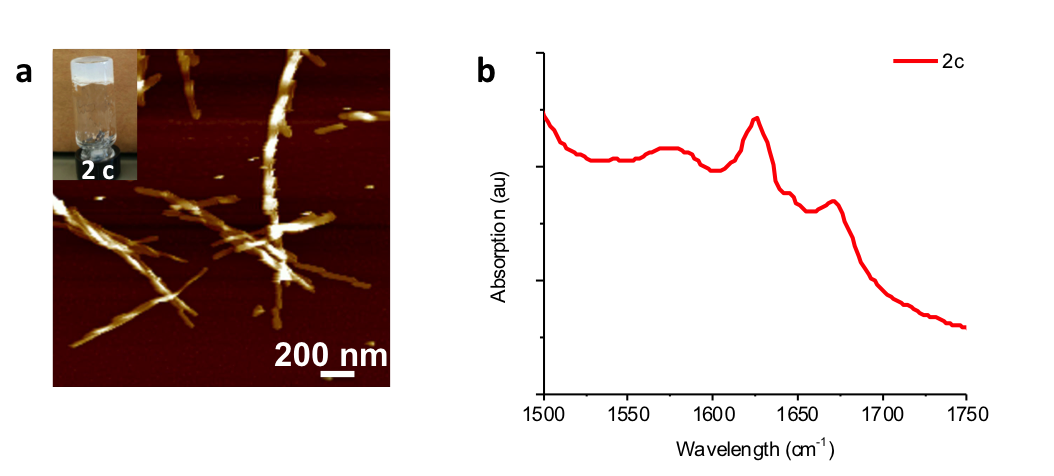 a
2 c
200 nm
b
2c
Absorption (au)
1500 1550 1600 1650 1700 1750
Wavelength (cm⁻¹)